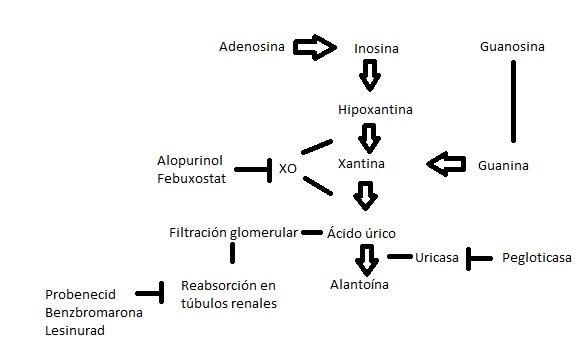 Adenosina
Inosina
Guanosina
Hipoxantina
Alopurinol
Febuxostat
XO
Xantina
Guanina
Filtración glomerular
Ácido úrico
Uricasa
Pegloticasa
Alantoína
Reabsorción en
túbulos renales
Probenecid
Benzbromarona
Lesinurad